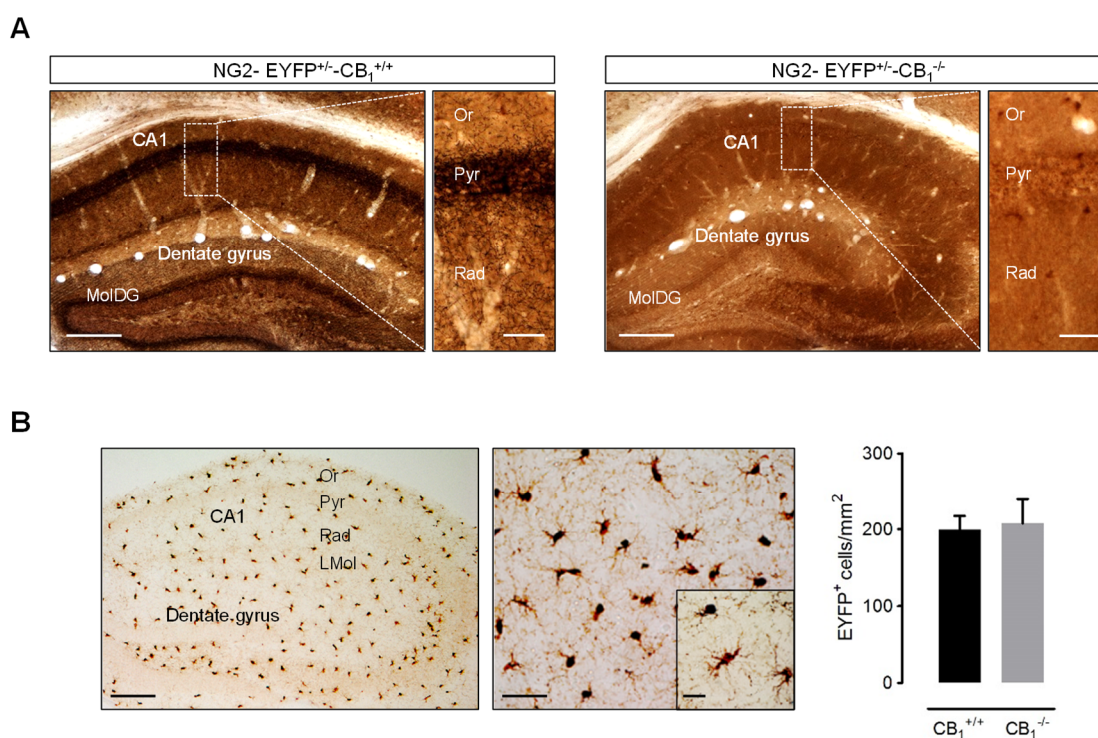 A
NG2- EYFP+/--CB1+/+
CA1
Dentate gyrus
MolDG
Or
Pyr
Rad
NG2- EYFP+/--CB1-/-
CA1
Dentate gyrus
MolDG
Or
Pyr
Rad
B
Or
CA1
Pyr
Rad
LMol
Dentate gyrus
EYFP+ cells/mm2
300
200
100
0
CB1+/+
CB1-/-